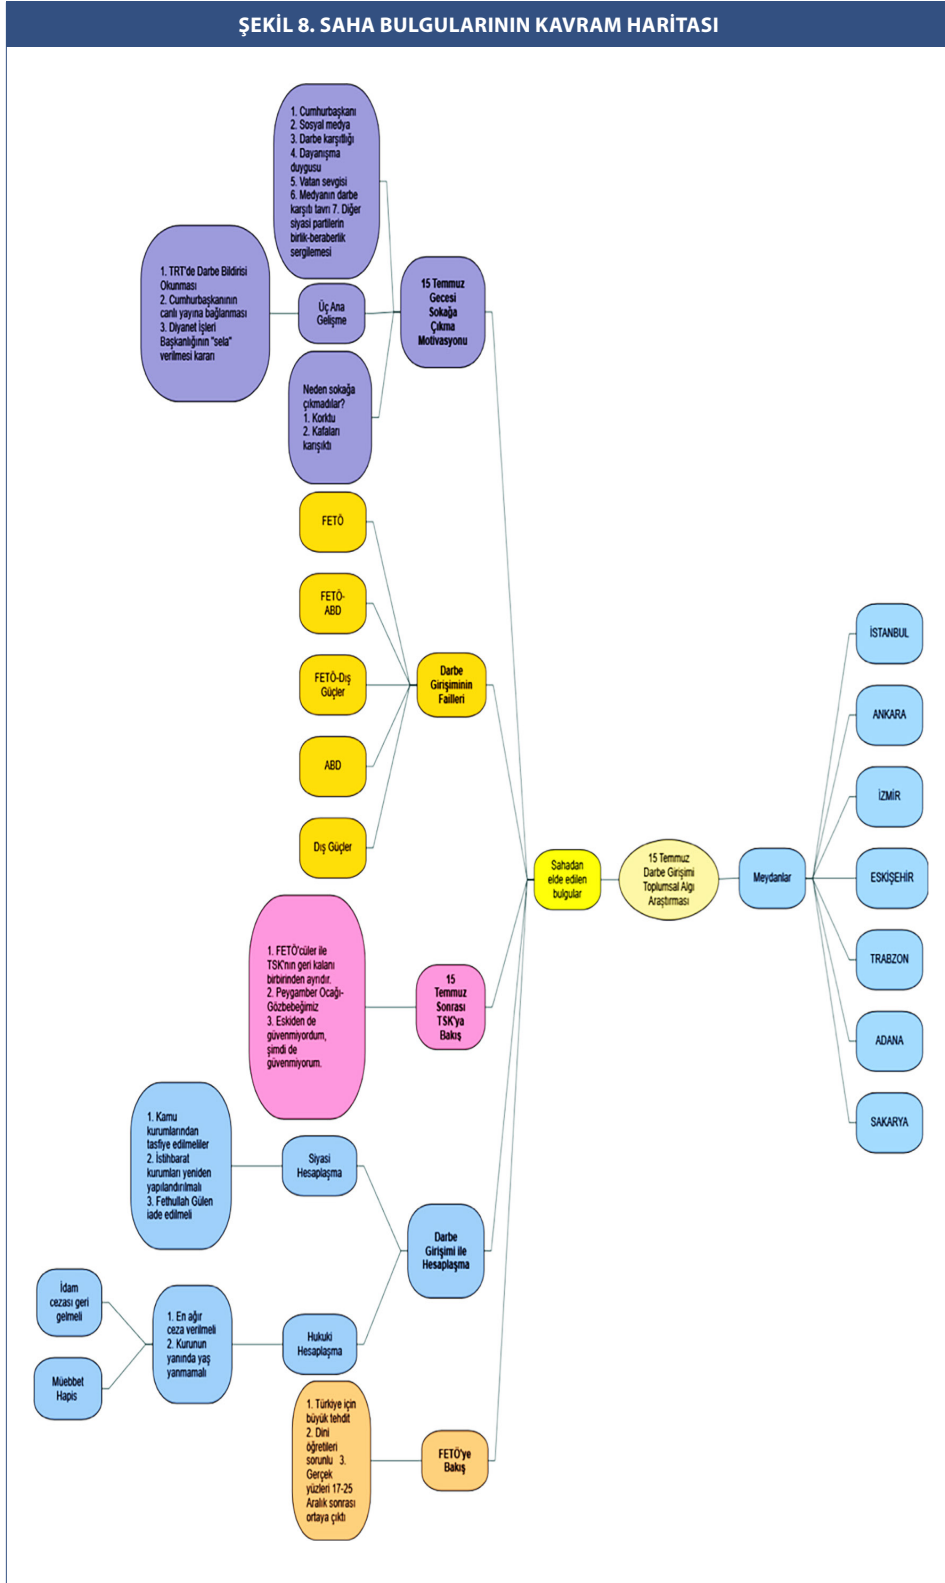 ŞEKİL 8. SAHA BULGULARININ KAVRAM HARİTASI
1. Cumhurbaşkanı
2. Sosyal medya
3. Darbe karşıtlığı
4. Dayanışma
duygusu
5. Vatan sevgisi
6. Medyanın darbe
karşıtı tavrı 7. Diğer
siyasi partilerin
birlik-beraberlik
sergilemesi
1. TRT'de Darbe Bildirisi
Okunması
2. Cumhurbaşkanının
canlı yayına bağlanması
3. Diyanet İşleri
Başkanlığının "sela"
verilmesi kararı
Üç Ana
Gelişme
15 Temmuz
Gecesi
Sokağa
Çıkma
Motivasyonu
Neden sokağa
çıkmadılar?
1. Korktu
2. Kafaları
karışıktı
FETÖ
FETÖ-
ABD
FETÖ-Dış
Güçler
ABD
Dış Güçler
Darbe
Girişiminin
Failleri
1. FETÖ'cüler ile
TSK'nın geri kalanı
birbirinden ayrıdır.
2. Peygamber Ocağı-
Gözbebeğimiz
3. Eskiden de
güvenmiyordum,
şimdi de
güvenmiyorum.
15
Temmuz
Sonrası
TSK'ya
Bakış
1. Kamu
kurumlarından
tasfiye edilmeliler
2. İstihbarat
kurumları yeniden
yapılandırılmalı
3. Fethullah Gülen
iade edilmeli
Siyasi
Hesaplaşma
Darbe
Girişimi ile
Hesaplaşma
İdam
cezası geri
gelmeli
Müebbet
Hapis
1. En ağır
ceza verilmeli
2. Kurunun
yanında yaş
yanmamalı
Hukuki
Hesaplaşma
1. Türkiye için
büyük tehdit
2. Dini
öğretileri
sorunlu 3.
Gerçek
yüzleri 17-25
Aralık sonrası
ortaya çıktı
FETÖ'ye
Bakış
Sahadan
elde edilen
bulgular
15 Temmuz
Darbe Girişimi
Toplumsal Algı
Araştırması
Meydanlar
İSTANBUL
ANKARA
İZMİR
ESKİŞEHİR
TRABZON
ADANA
SAKARYA